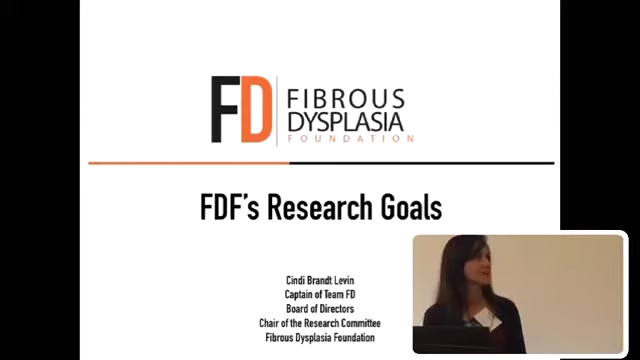 FD FIBROUS
DYSPLASIA
FOUNDATION
FDF's Research Goals
Cindi Brandt Levin
Captain of Team FD
Board of Directors
Chair of the Research Committee
Fibrous Dysplasia Foundation